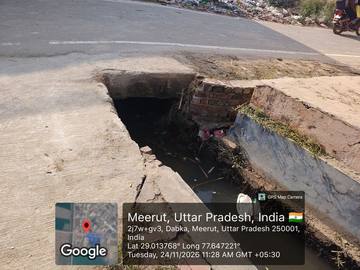 GPS Map Camera
Meerut, Uttar Pradesh, India
2j7w+gv3, Dabka, Meerut, Uttar Pradesh 250001,
India
Lat 29.013768° Long 77.647221°
Tuesday, 24/11/2026 11:28 AM GMT +05:30
Google